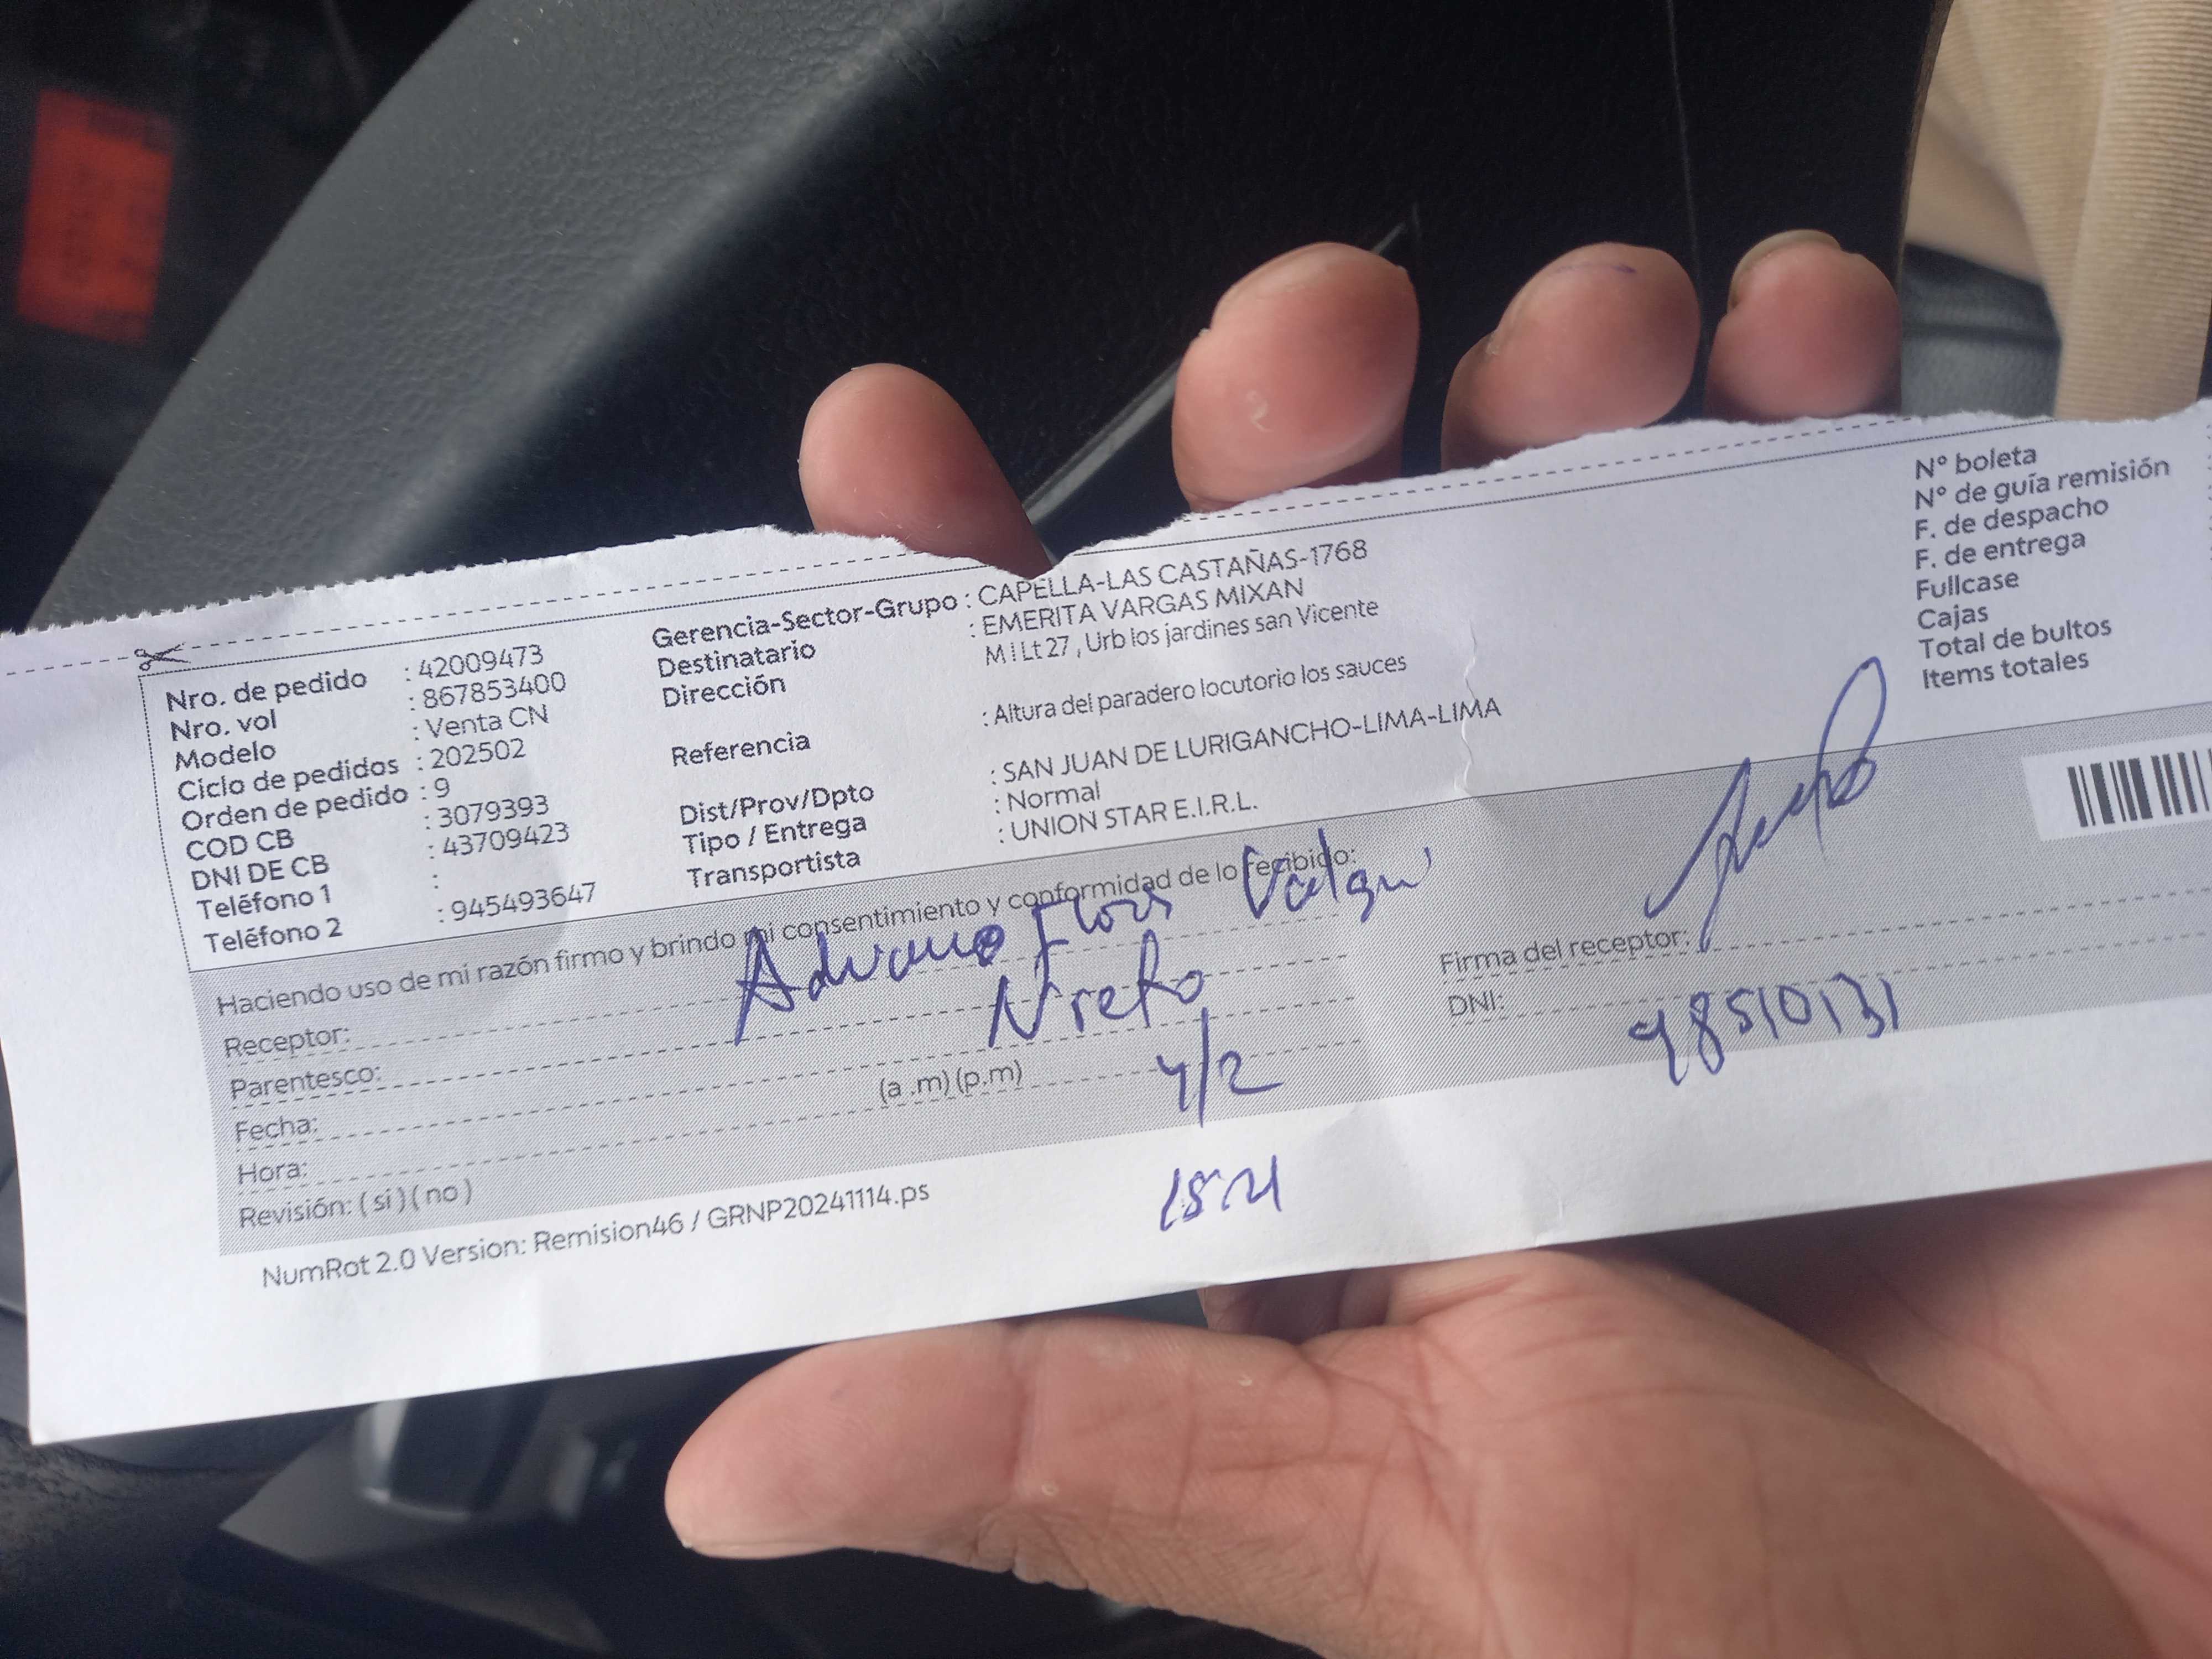 Nro. de pedido : 42009473
Nro. vol : 867853400
Modelo : Venta CN
Ciclo de pedidos : 202502
Orden de pedido : 9
COD CB : 3079393
DNI DE CB : 43709423
Teléfono 1 :
Teléfono 2 : 945493647
Gerencia-Sector-Grupo : CAPELLA-LAS CASTAÑAS-1768
Destinatario : EMERITA VARGAS MIXAN
Dirección M I Lt 27 , Urb los jardines san Vicente
Referencia : Altura del paradero locutorio los sauces
Dist/Prov/Dpto : SAN JUAN DE LURIGANCHO-LIMA-LIMA
Tipo / Entrega : Normal
Transportista : UNION STAR E.I.R.L.
N° boleta
N° de guía remisión
F. de despacho
F. de entrega
Fullcase
Cajas
Total de bultos
Items totales
Haciendo uso de mi razón firmo y brindo mi consentimiento y conformidad de lo recibido:
Receptor:
Parentesco:
Fecha: 4/2
Hora: (a .m) (p.m)
Revisión: ( si ) ( no )
Firma del receptor:
DNI:
NumRot 2.0 Version: Remision46 / GRNP20241114.ps